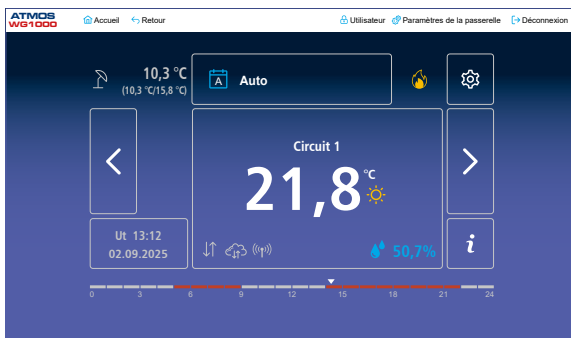 ATMOS
WG1000
Accueil
Retour
Utilisateur
Paramètres de la passerelle
Déconnexion
10,3 °C
(10,3 °C/15,8 °C)
A
Auto
Circuit 1
21,8 °C
Ut 13:12
02.09.2025
50,7%
i
0 3 6 9 12 15 18 21 24